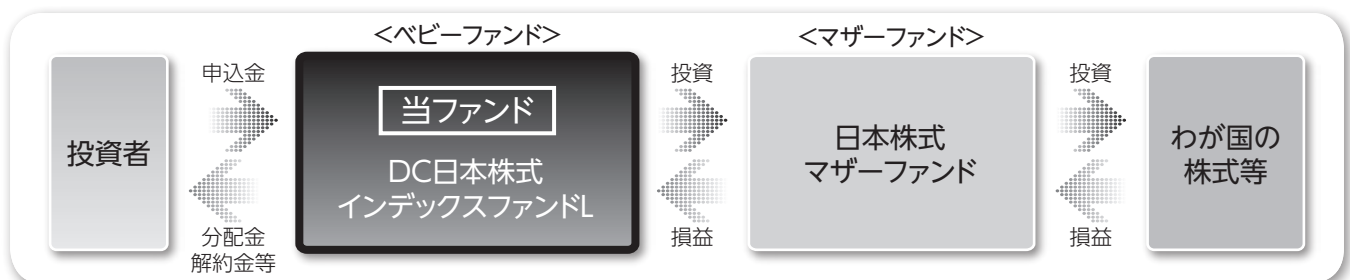 <ベビーファンド>
<マザーファンド>
投資者
申込金
分配金
解約金等
当ファンド
DC日本株式
インデックスファンドL
投資
損益
日本株式
マザーファンド
投資
損益
わが国の
株式等